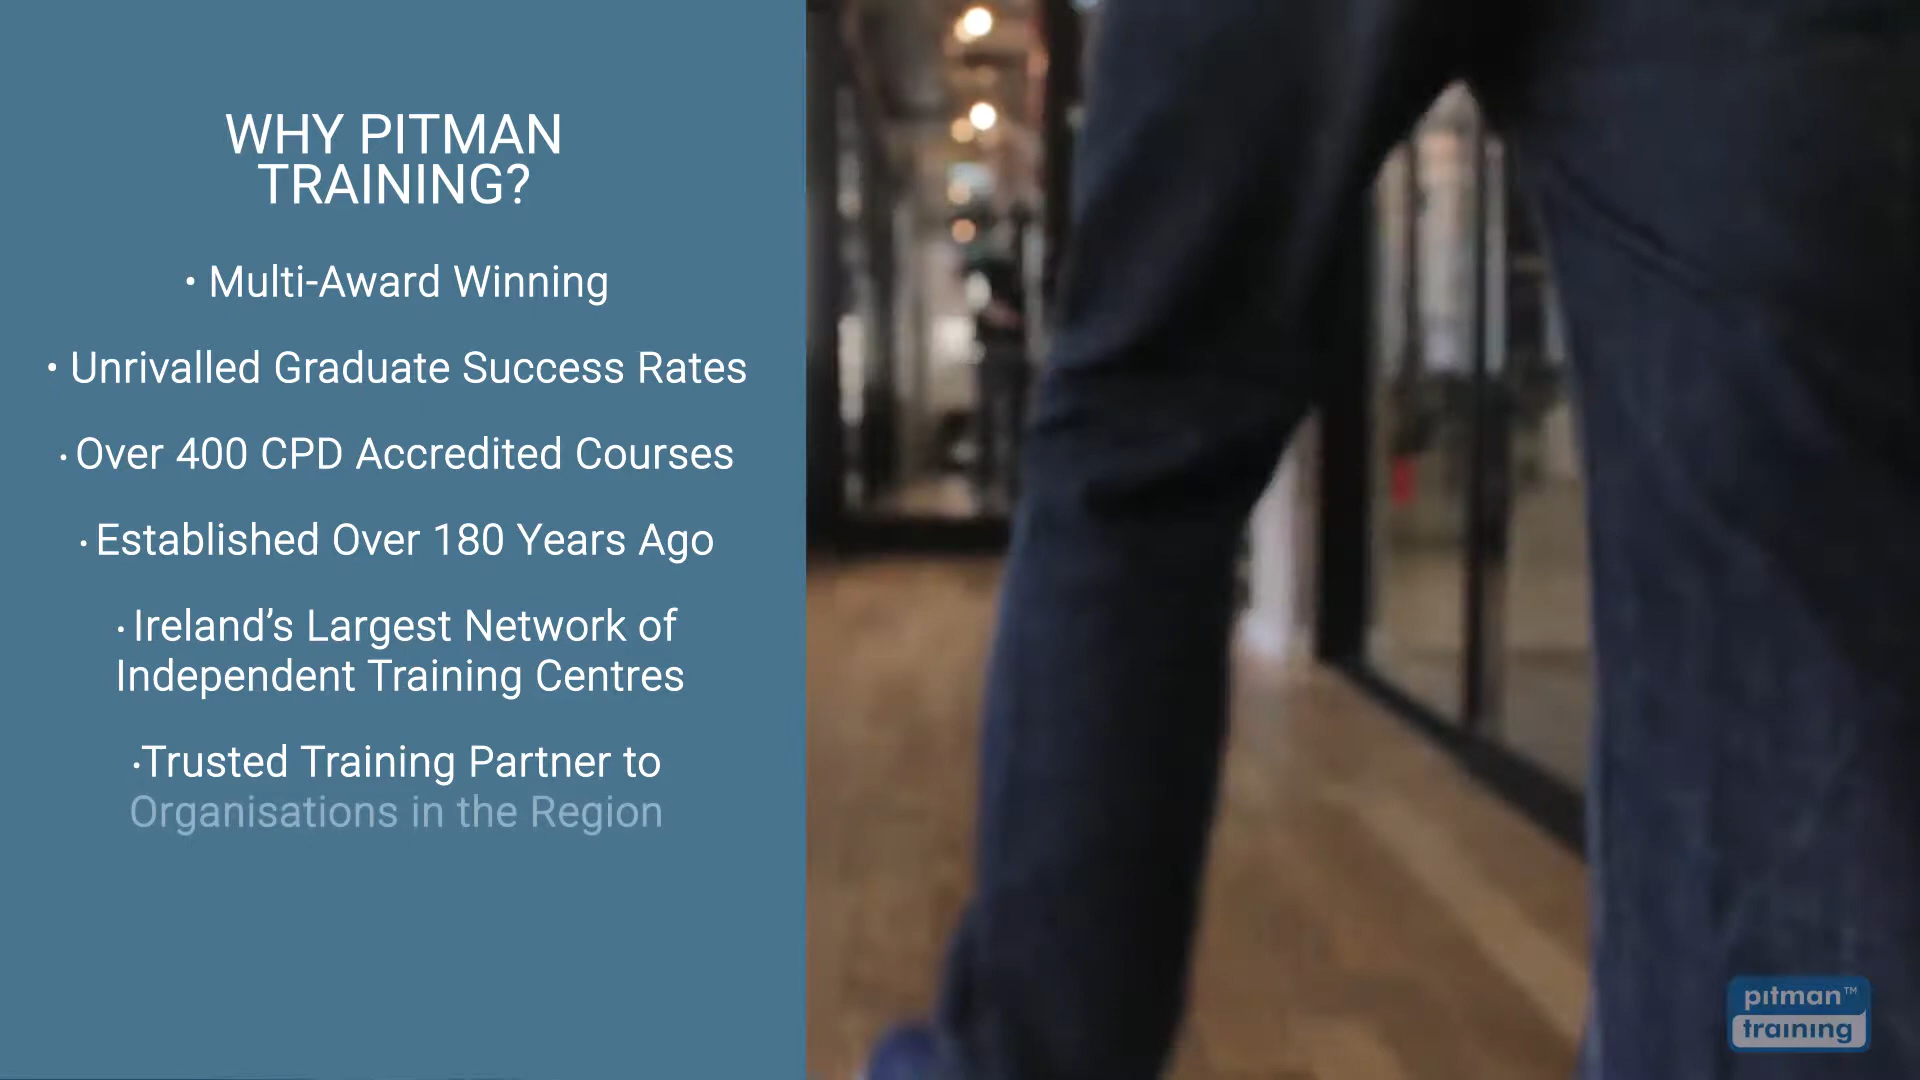 WHY PITMAN
TRAINING?
• Multi-Award Winning
• Unrivalled Graduate Success Rates
• Over 400 CPD Accredited Courses
• Established Over 180 Years Ago
• Ireland’s Largest Network of
Independent Training Centres
•Trusted Training Partner to
Organisations in the Region
pitman™
training